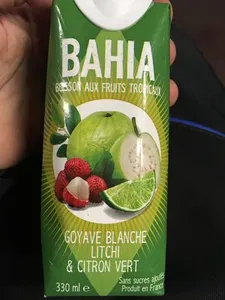 BAHIA
BOISSON AUX FRUITS TROPICAUX
GOYAVE BLANCHE
LITCHI
& CITRON VERT
Sans sucres ajoutés
Produit en France
330 ml e